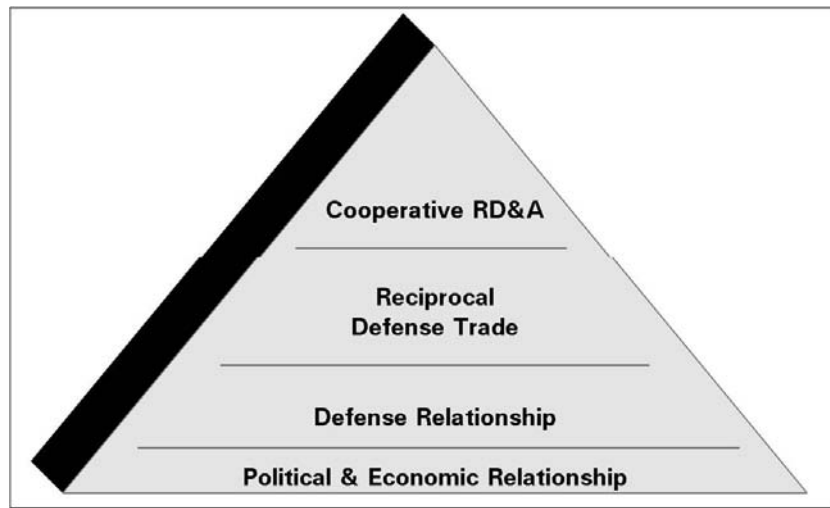 Cooperative RD&A
Reciprocal
Defense Trade
Defense Relationship
Political & Economic Relationship